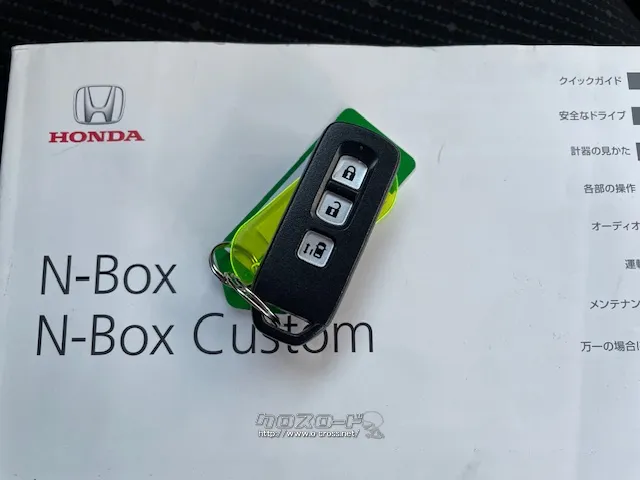 HONDA
N-Box
N-Box Custom
クイックガイド
安全なドライブ
計器の見かた
各部の操作
オーディオ
メンテナン
万一の場合
クロスロード
http://www.o-cross.net/